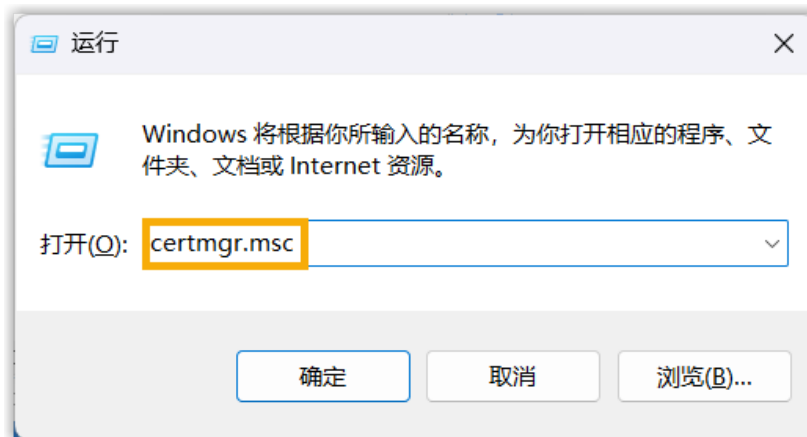 运行
Windows 将根据你所输入的名称，为你打开相应的程序、文
件夹、文档或 Internet 资源。
打开(O): certmgr.msc
确定 取消 浏览(B)...